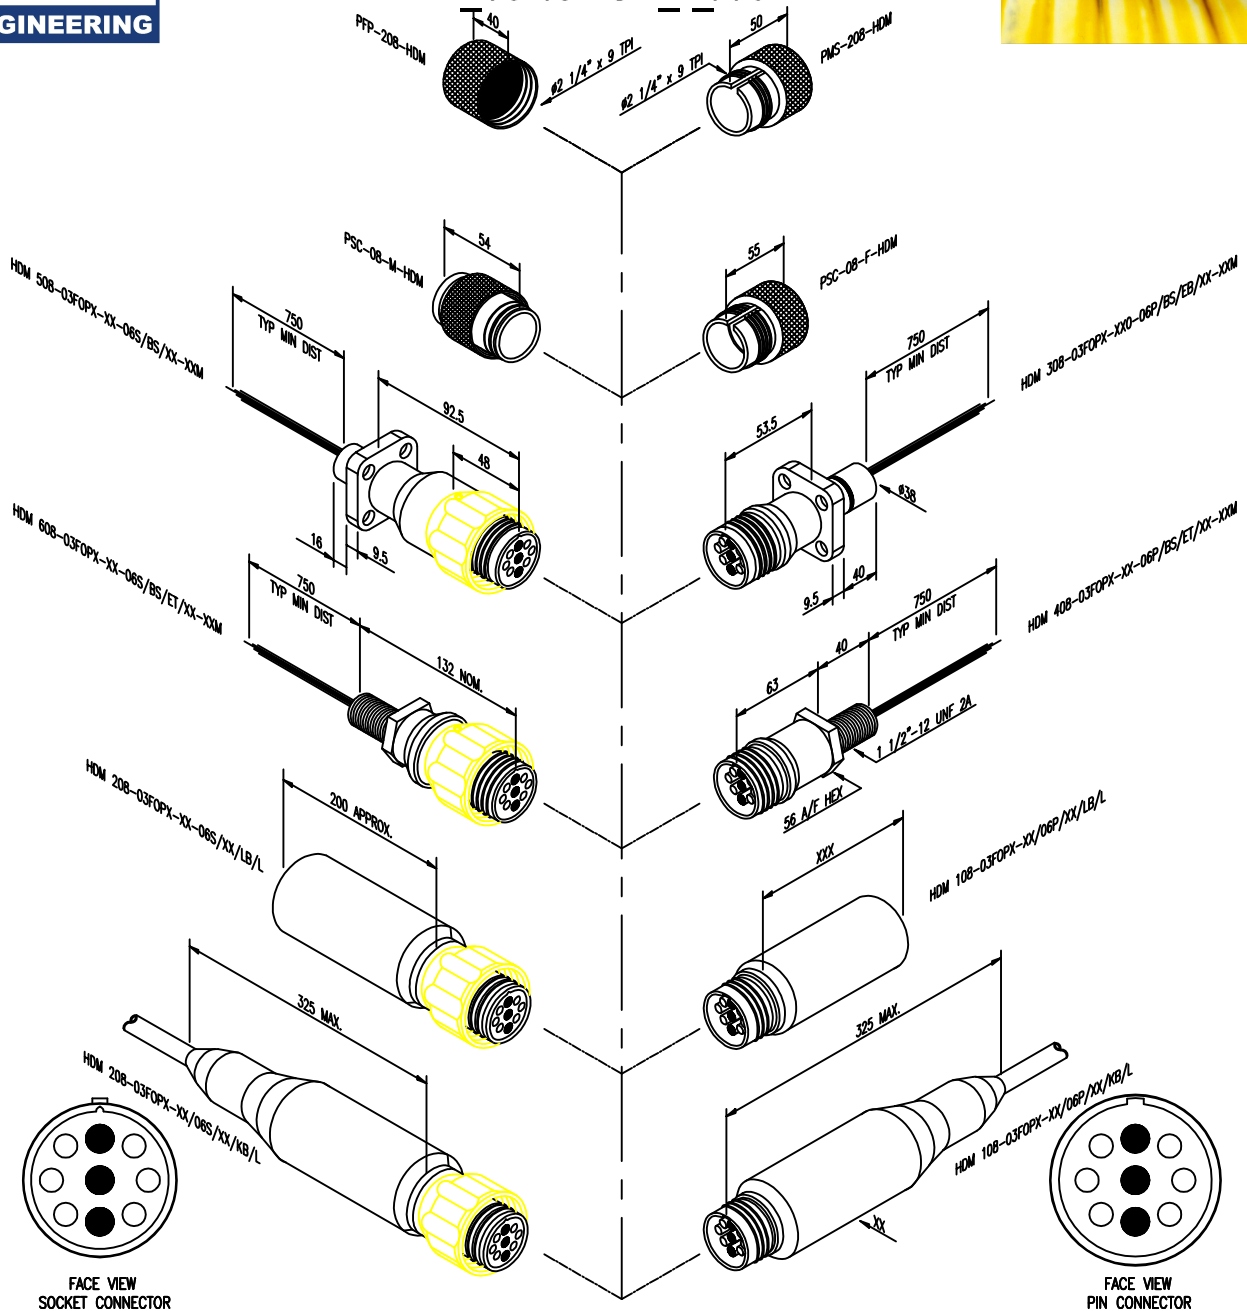 GINEERING
PFP-208-HDM
40
ø2 1/4" x 9 TPI
50
PMS-208-HDM
ø2 1/4" x 9 TPI
PSC-08-M-HDM
54
55
PSC-08-F-HDM
HDM 508-03FOPX-XX-06S/BS/XX-XXM
750
TYP MIN DIST
92.5
48
16
9.5
53.5
750
TYP MIN DIST
HDM 308-03FOPX-XXO-06P/BS/EB/XX-XXM
ø38
9.5
40
HDM 608-03FOPX-XX-06S/BS/ET/XX-XXM
750
TYP MIN DIST
132 NOM.
63
40
750
TYP MIN DIST
HDM 408-03FOPX-XX-06P/BS/ET/XX-XXM
1 1/2"-12 UNF 2A
56 A/F HEX
HDM 208-03FOPX-XX-06S/XX/LB/L
200 APPROX.
XXX
HDM 108-03FOPX-XX/06P/XX/LB/L
325 MAX.
325 MAX.
HDM 208-03FOPX-XX/06S/XX/KB/L
HDM 108-03FOPX-XX/06P/XX/KB/L
XX
FACE VIEW
SOCKET CONNECTOR
FACE VIEW
PIN CONNECTOR